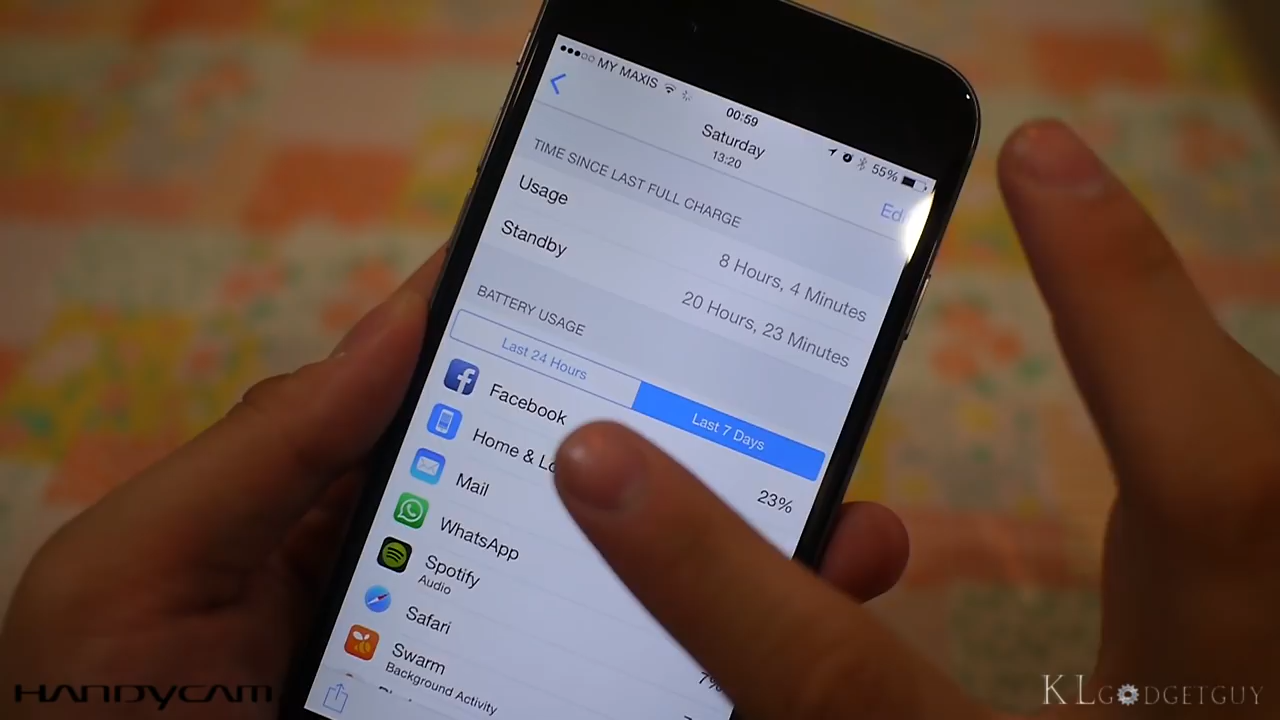 MY MAXIS
00:59
55%
Saturday
13:20
TIME SINCE LAST FULL CHARGE
Usage
8 Hours, 4 Minutes
Standby
20 Hours, 23 Minutes
BATTERY USAGE
Last 24 Hours
Last 7 Days
Facebook
23%
Home &
Mail
WhatsApp
Spotify
Audio
Safari
Swarm
Background Activity
7%
HANDYCAM
KLGADGETGUY